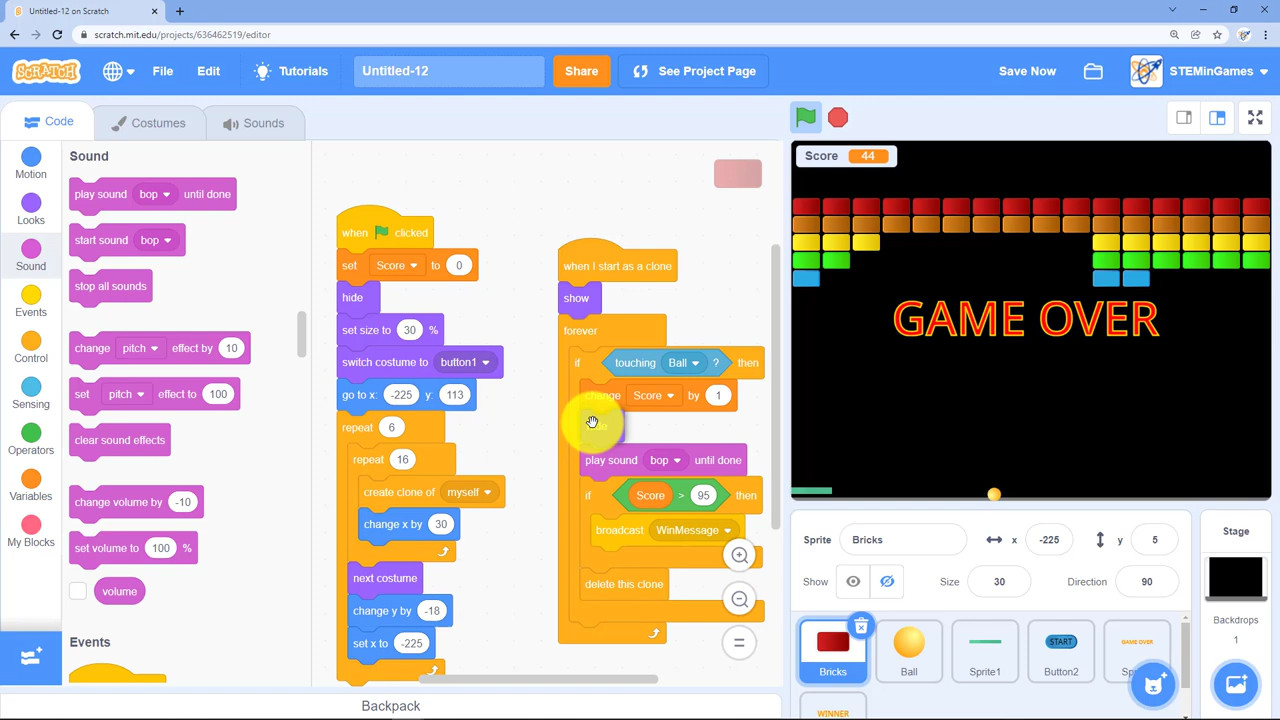 Untitled-12 on Scratch
scratch.mit.edu/projects/636462519/editor
SCRATCH
File
Edit
Tutorials
Untitled-12
Share
See Project Page
Save Now
STEMinGames
Code
Costumes
Sounds
Motion
Looks
Sound
Events
Control
Sensing
Operators
Variables
My Blocks
Sound
play sound bop until done
start sound bop
stop all sounds
change pitch effect by 10
set pitch effect to 100
clear sound effects
change volume by -10
set volume to 100 %
volume
Events
when clicked
set Score to 0
hide
set size to 30 %
switch costume to button1
go to x: -225 y: 113
repeat 6
repeat 16
create clone of myself
change x by 30
next costume
change y by -18
set x to -225
when I start as a clone
show
forever
if touching Ball ? then
change Score by 1
play sound bop until done
if Score > 95 then
broadcast WinMessage
delete this clone
Backpack
Score 44
GAME OVER
Sprite Bricks x -225 y 5
Show Size 30 Direction 90
Bricks
Ball
Sprite1
START
Button2
GAME OVER
WINNER
Stage
Backdrops
1